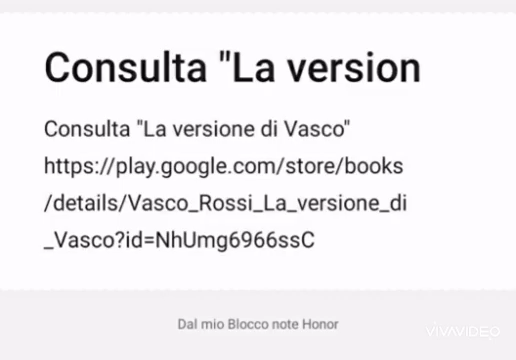 Consulta "La version
Consulta "La versione di Vasco"
https://play.google.com/store/books
/details/Vasco_Rossi_La_versione_di
_Vasco?id=NhUmg6966ssC
Dal mio Blocco note Honor
VIVAVIDEO